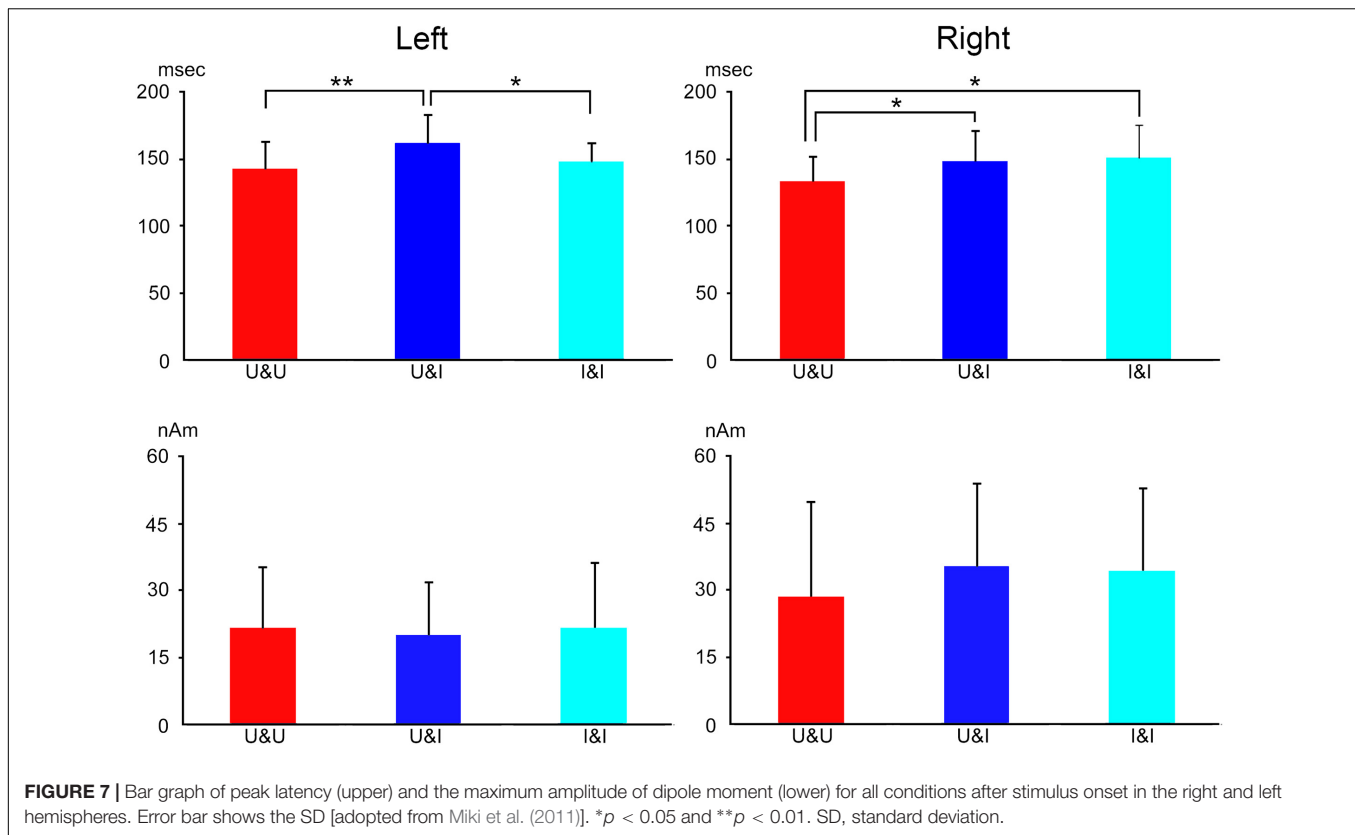 Left
Right
msec
** *
200
150
100
50
0
U&U U&I I&I
msec
*
*
200
150
100
50
0
U&U U&I I&I
nAm
60
45
30
15
0
U&U U&I I&I
nAm
60
45
30
15
0
U&U U&I I&I
FIGURE 7 | Bar graph of peak latency (upper) and the maximum amplitude of dipole moment (lower) for all conditions after stimulus onset in the right and left
hemispheres. Error bar shows the SD [adopted from Miki et al. (2011)]. *p < 0.05 and **p < 0.01. SD, standard deviation.